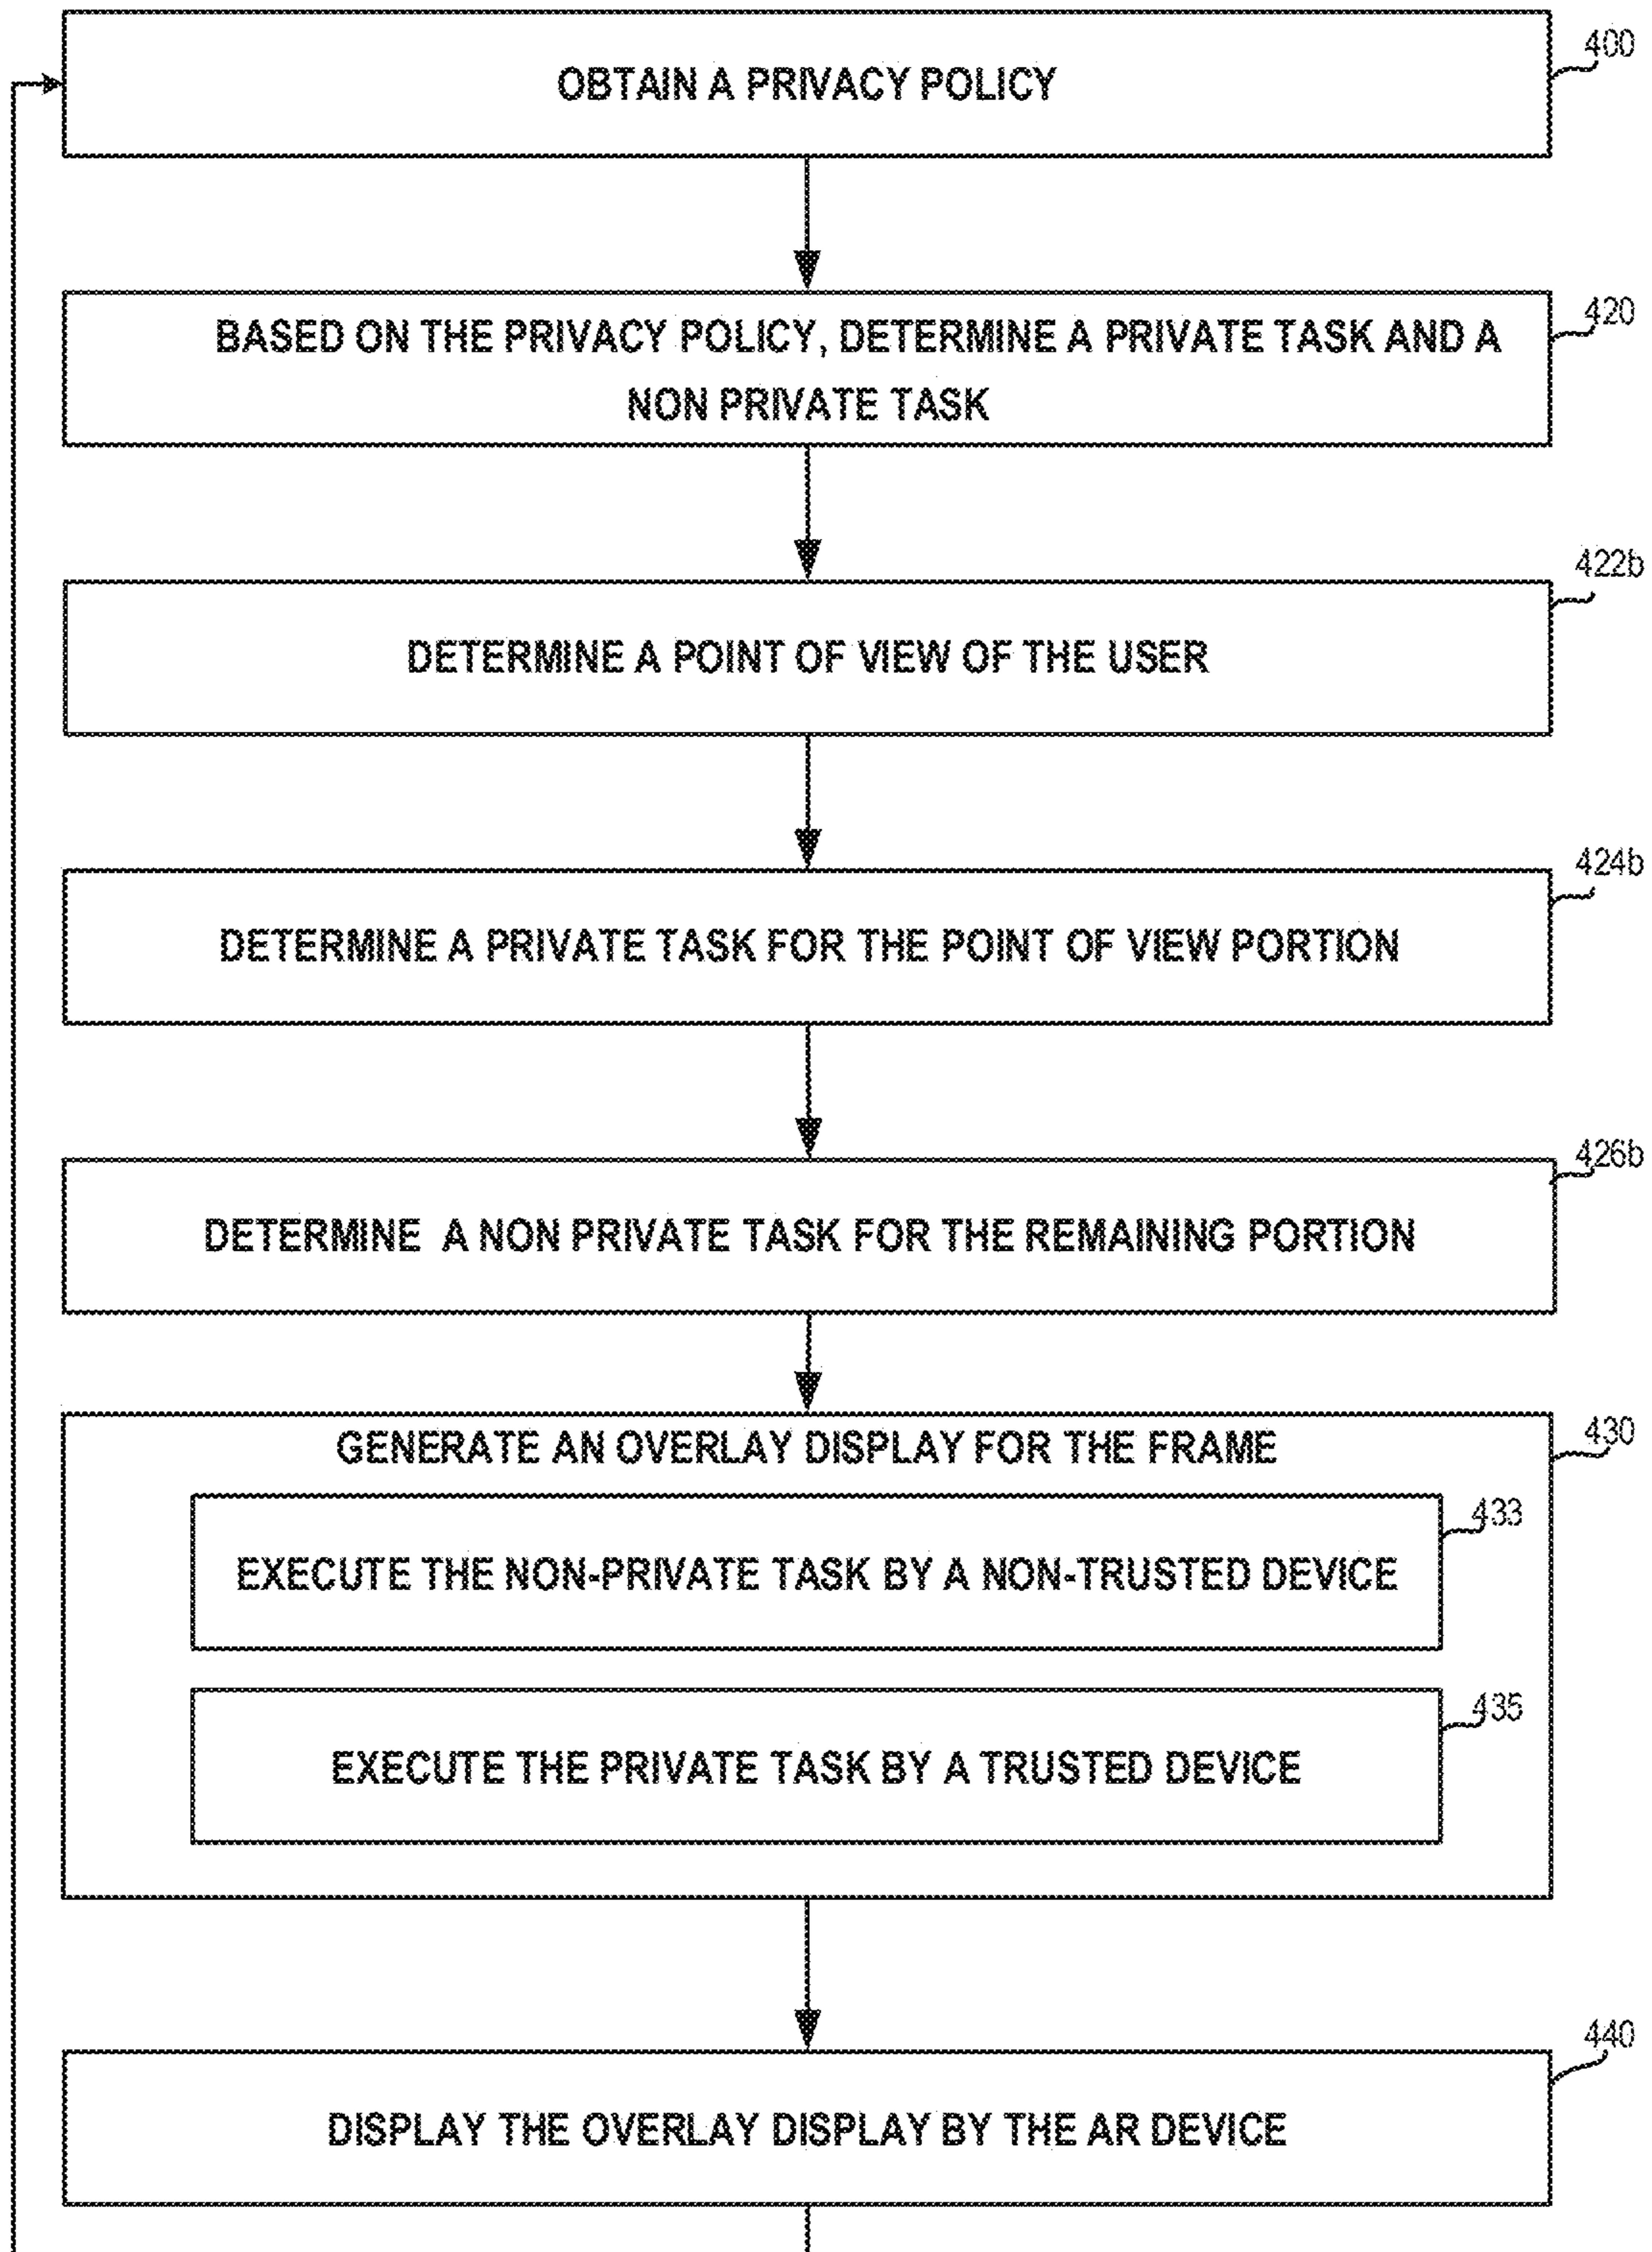 400
OBTAIN A PRIVACY POLICY
420
BASED ON THE PRIVACY POLICY, DETERMINE A PRIVATE TASK AND A
NON PRIVATE TASK
422b
DETERMINE A POINT OF VIEW OF THE USER
424b
DETERMINE A PRIVATE TASK FOR THE POINT OF VIEW PORTION
426b
DETERMINE A NON PRIVATE TASK FOR THE REMAINING PORTION
430
GENERATE AN OVERLAY DISPLAY FOR THE FRAME
433
EXECUTE THE NON-PRIVATE TASK BY A NON-TRUSTED DEVICE
435
EXECUTE THE PRIVATE TASK BY A TRUSTED DEVICE
440
DISPLAY THE OVERLAY DISPLAY BY THE AR DEVICE